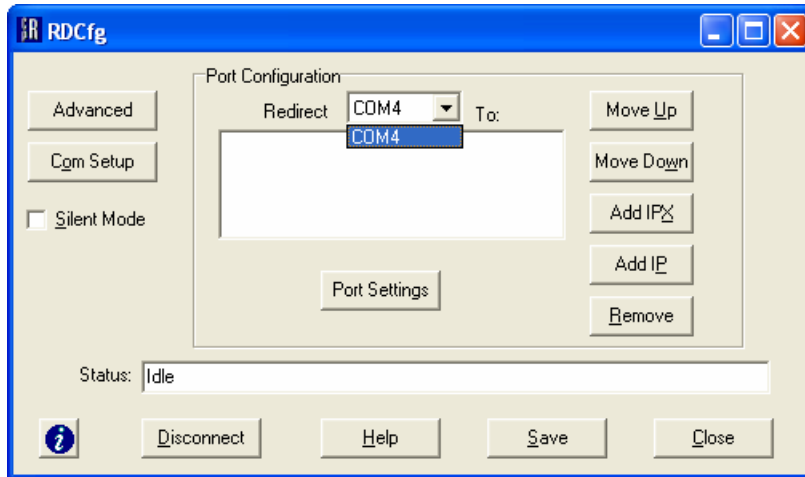 RDCfg
Port Configuration
Advanced
Redirect COM4 To:
Move Up
COM4
Com Setup
Move Down
Silent Mode
Add IPX
Add IP
Port Settings
Remove
Status: Idle
i
Disconnect
Help
Save
Close